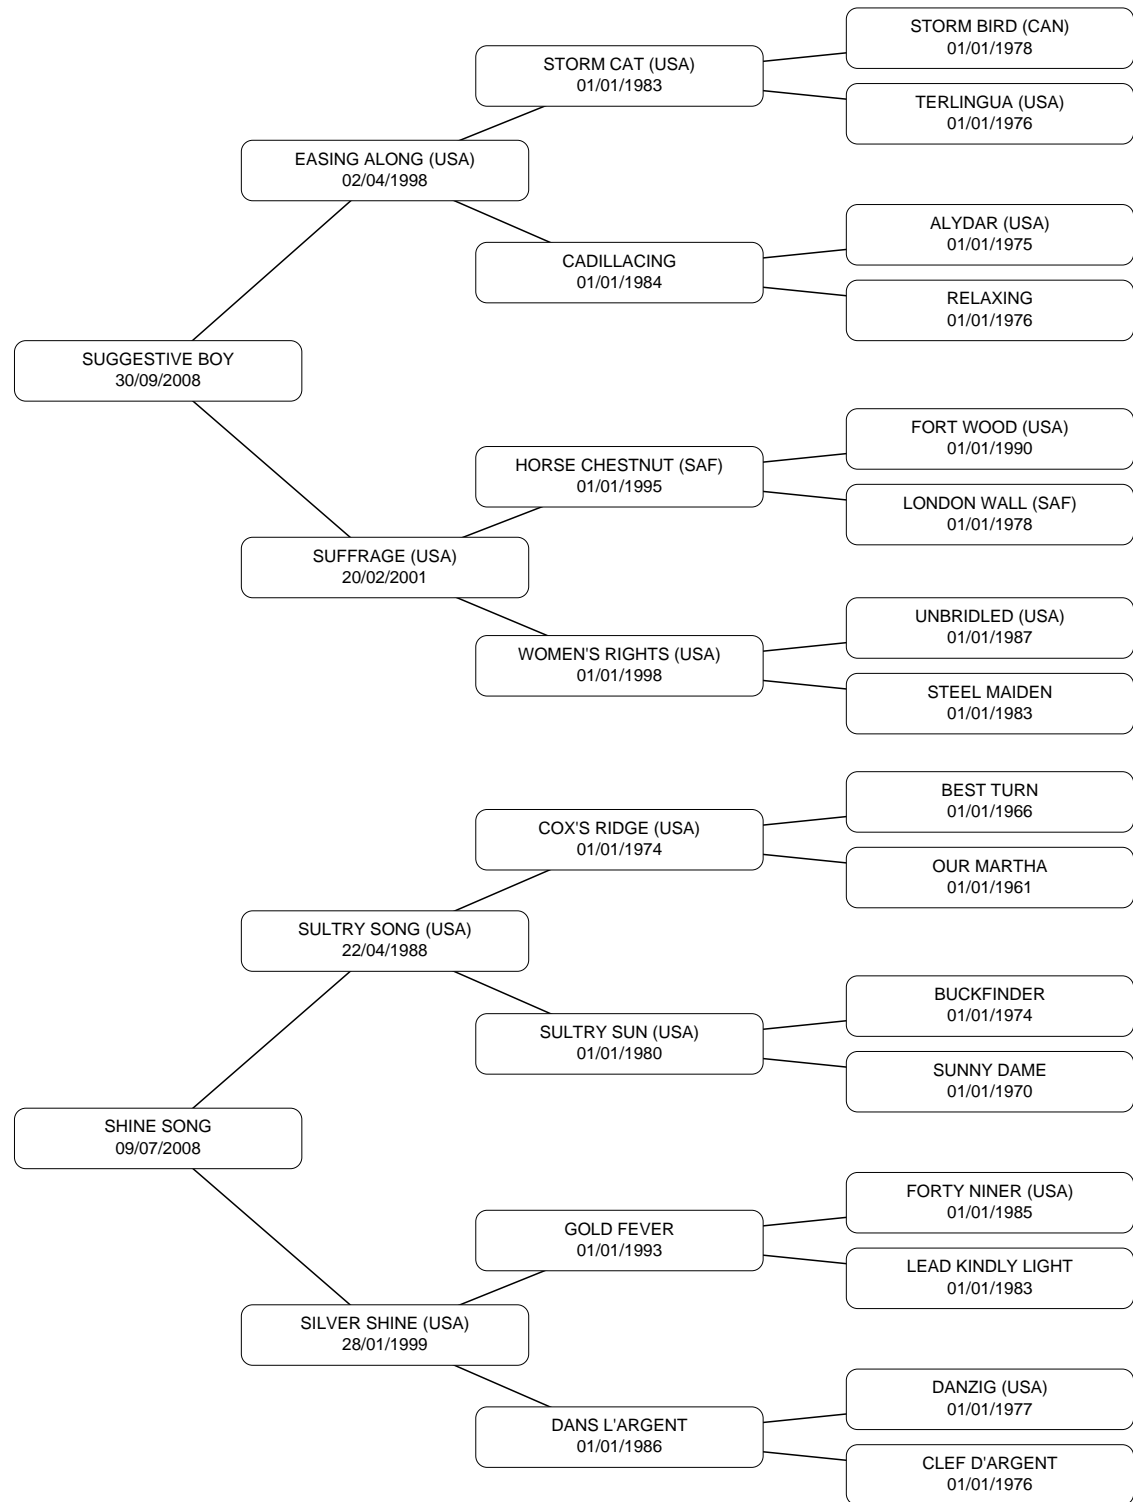 STORM BIRD (CAN)
01/01/1978
STORM CAT (USA)
01/01/1983
TERLINGUA (USA)
01/01/1976
EASING ALONG (USA)
02/04/1998
ALYDAR (USA)
01/01/1975
CADILLACING
01/01/1984
RELAXING
01/01/1976
SUGGESTIVE BOY
30/09/2008
FORT WOOD (USA)
01/01/1990
HORSE CHESTNUT (SAF)
01/01/1995
LONDON WALL (SAF)
01/01/1978
SUFFRAGE (USA)
20/02/2001
UNBRIDLED (USA)
01/01/1987
WOMEN'S RIGHTS (USA)
01/01/1998
STEEL MAIDEN
01/01/1983
BEST TURN
01/01/1966
COX'S RIDGE (USA)
01/01/1974
OUR MARTHA
01/01/1961
SULTRY SONG (USA)
22/04/1988
BUCKFINDER
01/01/1974
SULTRY SUN (USA)
01/01/1980
SUNNY DAME
01/01/1970
SHINE SONG
09/07/2008
FORTY NINER (USA)
01/01/1985
GOLD FEVER
01/01/1993
LEAD KINDLY LIGHT
01/01/1983
SILVER SHINE (USA)
28/01/1999
DANZIG (USA)
01/01/1977
DANS L'ARGENT
01/01/1986
CLEF D'ARGENT
01/01/1976